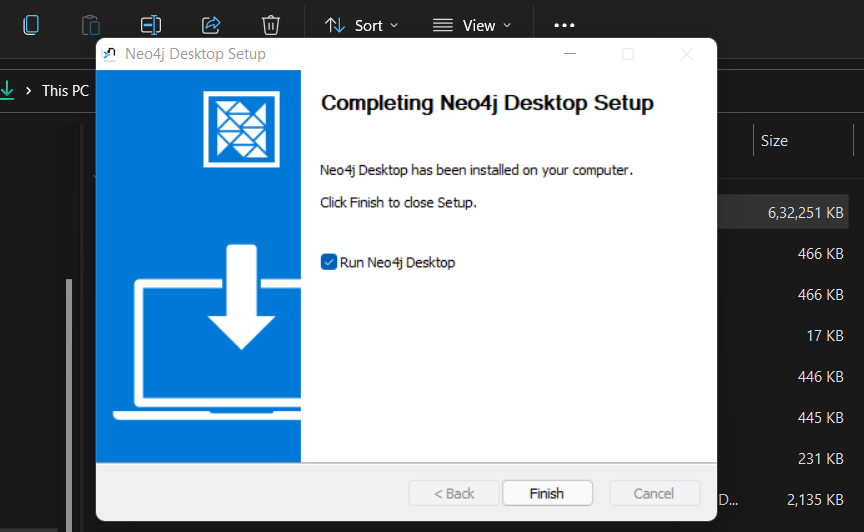 Sort
View
Neo4j Desktop Setup
This PC
Completing Neo4j Desktop Setup
Size
Neo4j Desktop has been installed on your computer.
Click Finish to close Setup.
6,32,251 KB
466 KB
Run Neo4j Desktop
466 KB
17 KB
446 KB
445 KB
231 KB
< Back
Finish
Cancel
D...
2,135 KB